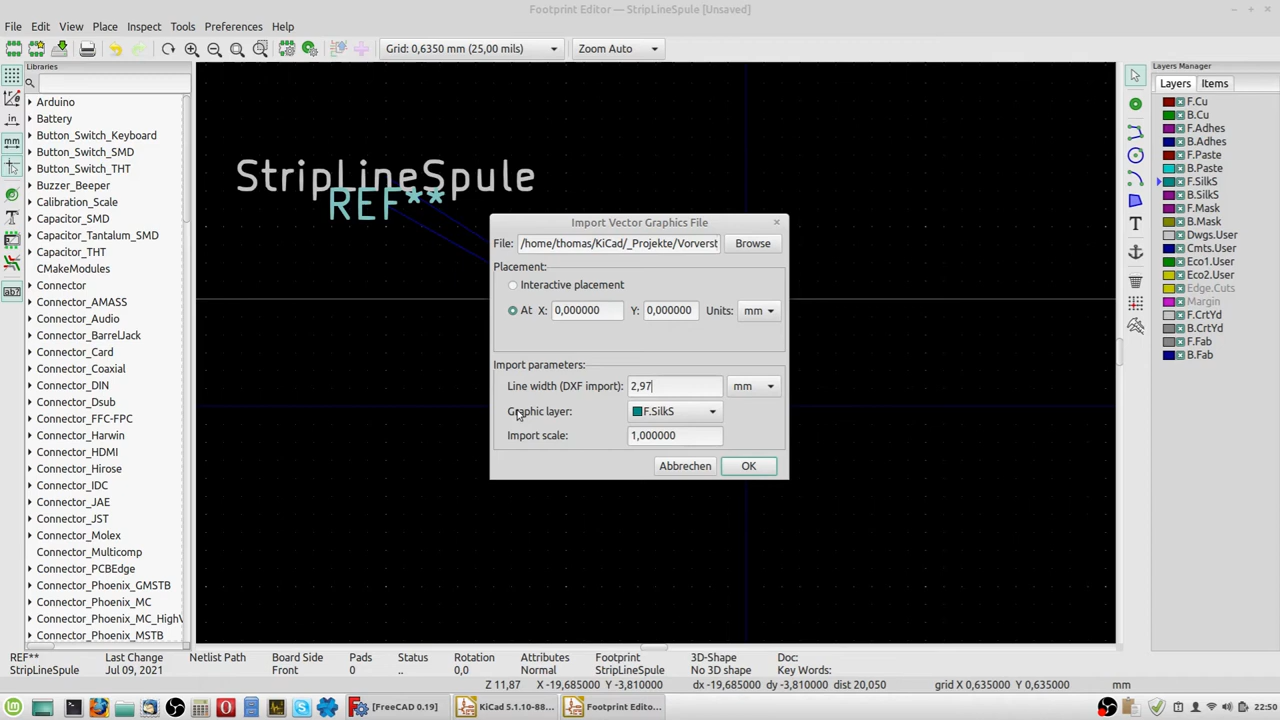 Footprint Editor — StripLineSpule [Unsaved]
File Edit View Place Inspect Tools Preferences Help
Grid: 0,6350 mm (25,00 mils) Zoom Auto
Libraries
Arduino
Battery
Button_Switch_Keyboard
Button_Switch_SMD
Button_Switch_THT
Buzzer_Beeper
Calibration_Scale
Capacitor_SMD
Capacitor_Tantalum_SMD
Capacitor_THT
CMakeModules
Connector
Connector_AMASS
Connector_Audio
Connector_BarrelJack
Connector_Card
Connector_Coaxial
Connector_DIN
Connector_Dsub
Connector_FFC-FPC
Connector_Harwin
Connector_HDMI
Connector_Hirose
Connector_IDC
Connector_JAE
Connector_JST
Connector_Molex
Connector_Multicomp
Connector_PCBEdge
Connector_Phoenix_GMSTB
Connector_Phoenix_MC
Connector_Phoenix_MC_HighV
Connector_Phoenix_MSTB
in
mm
StripLineSpule
REF**
Import Vector Graphics File
File: /home/thomas/KiCad/_Projekte/Vorverst Browse
Placement:
Interactive placement
At X: 0,000000 Y: 0,000000 Units: mm
Import parameters:
Line width (DXF import): 2,97 mm
Graphic layer: F.SilkS
Import scale: 1,000000
Abbrechen OK
Layers Manager
Layers Items
F.Cu
B.Cu
F.Adhes
B.Adhes
F.Paste
B.Paste
F.SilkS
B.SilkS
F.Mask
B.Mask
Dwgs.User
Cmts.User
Eco1.User
Eco2.User
Edge.Cuts
Margin
F.CrtYd
B.CrtYd
F.Fab
B.Fab
REF** Last Change Netlist Path Board Side Pads Status Rotation Attributes Footprint 3D-Shape Doc:
StripLineSpule Jul 09, 2021 Front 0 .. 0,0 Normal StripLineSpule No 3D shape Key Words:
Z 11,87 X -19,685000 Y -3,810000 dx -19,685000 dy -3,810000 dist 20,050 grid X 0,635000 Y 0,635000 mm
[FreeCAD 0.19] KiCad 5.1.10-88... Footprint Edito... 22:50